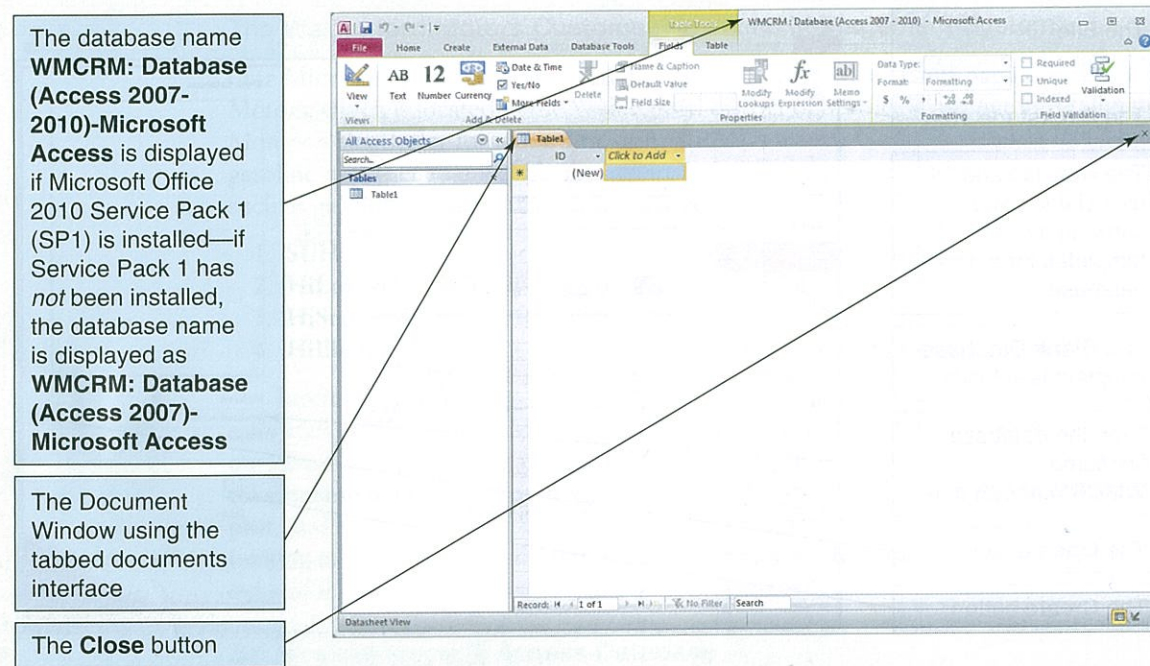 The database name
WMCRM: Database
(Access 2007-
2010)-Microsoft
Access is displayed
if Microsoft Office
2010 Service Pack 1
(SP1) is installed—if
Service Pack 1 has
not been installed,
the database name
is displayed as
WMCRM: Database
(Access 2007)-
Microsoft Access
The Document
Window using the
tabbed documents
interface
The Close button
Table Tools
WMCRM : Database (Access 2007 - 2010) - Microsoft Access
File Home Create External Data Database Tools Fields Table
View
Views
AB 12
Text Number Currency
Date & Time
Yes/No
More Fields
Delete
Add & Delete
Name & Caption
Default Value
Field Size
Modify Lookups
fx
Modify Expression
ab
Memo Settings
Properties
Data Type:
Format: Formatting
$ %
Formatting
Required
Unique
Indexed
Validation
Field Validation
All Access Objects
Search...
Tables
Table1
Table1
ID Click to Add
(New)
Record: 1 of 1 No Filter Search
Datasheet View